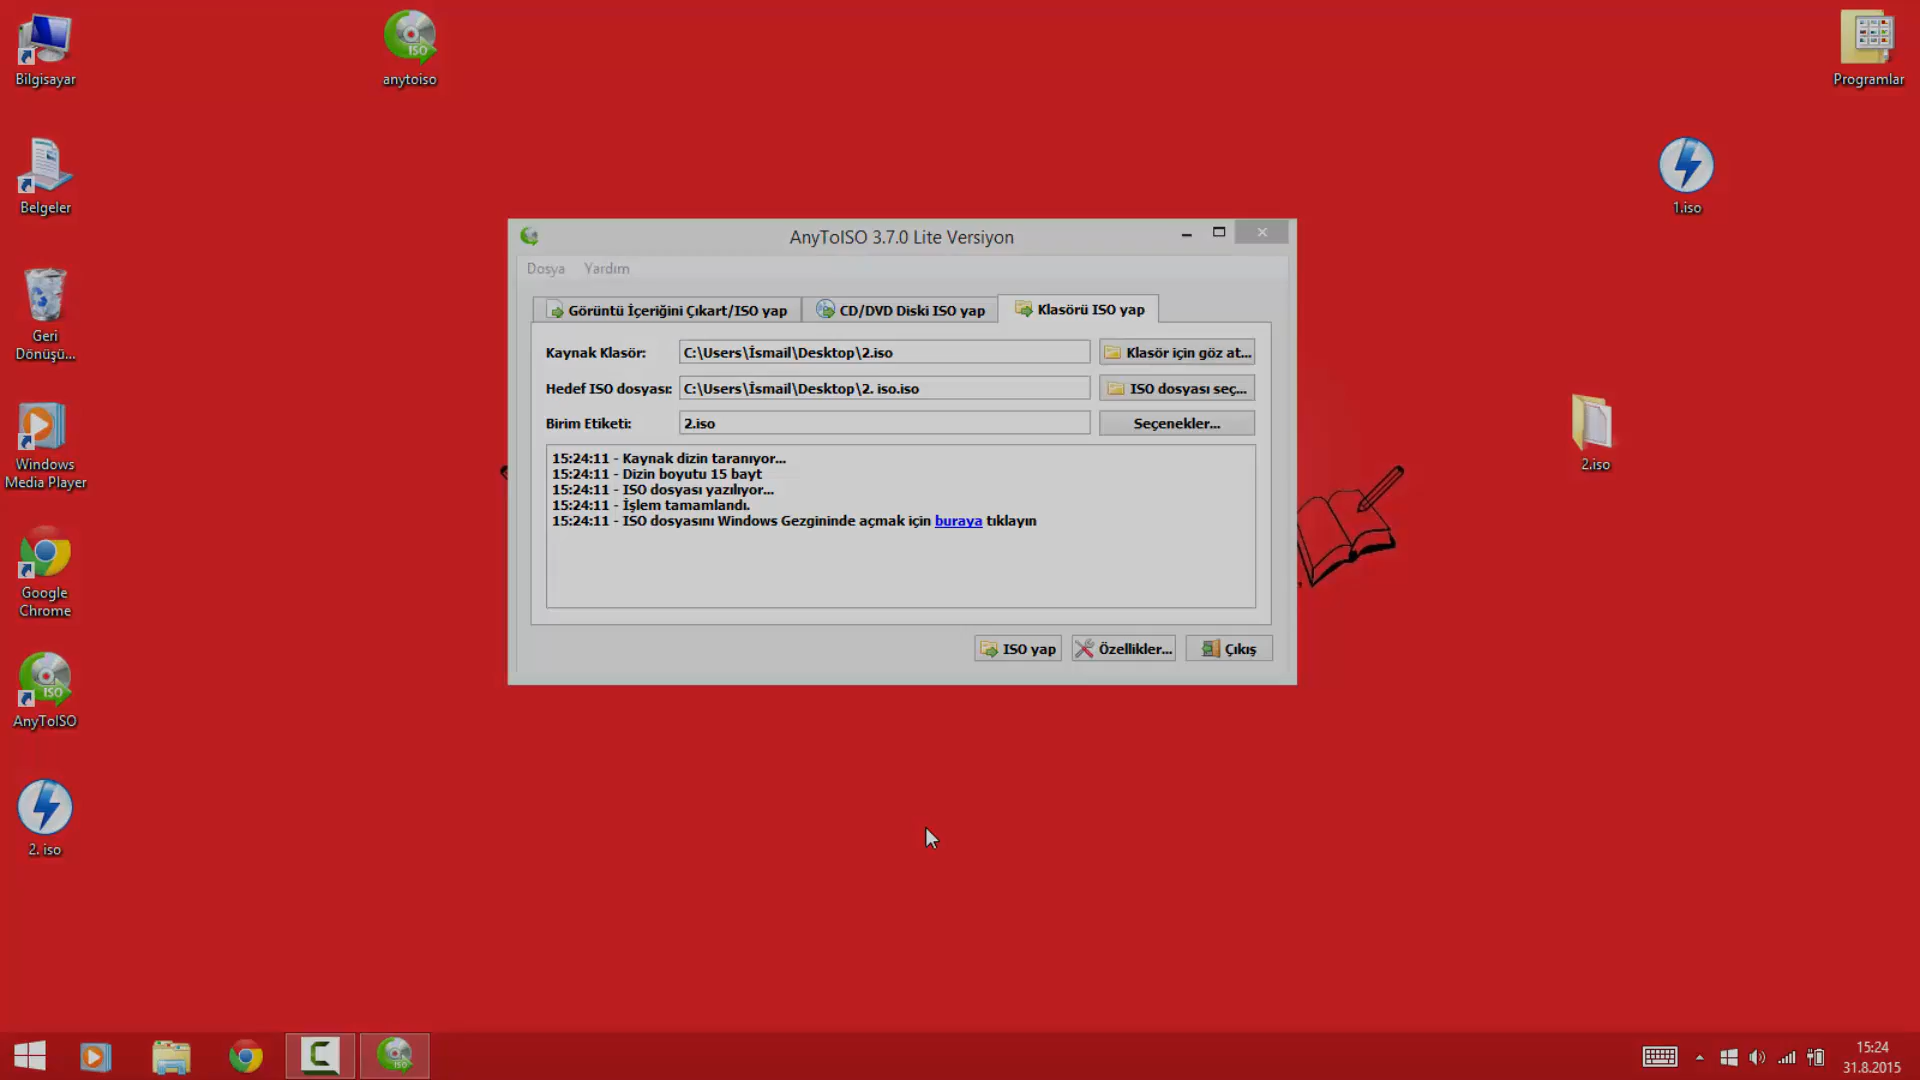 Bilgisayar
anytoiso
Programlar
Belgeler
1.iso
AnyToISO 3.7.0 Lite Versiyon
Dosya Yardım
Görüntü İçeriğini Çıkart/ISO yap
CD/DVD Diski ISO yap
Klasörü ISO yap
Geri
Dönüşü...
Kaynak Klasör: C:\Users\İsmail\Desktop\2.iso Klasör için göz at...
Hedef ISO dosyası: C:\Users\İsmail\Desktop\2. iso.iso ISO dosyası seç...
Birim Etiketi: 2.iso Seçenekler...
15:24:11 - Kaynak dizin taranıyor...
15:24:11 - Dizin boyutu 15 bayt
15:24:11 - ISO dosyası yazılıyor...
15:24:11 - İşlem tamamlandı.
15:24:11 - ISO dosyasını Windows Gezgininde açmak için buraya tıklayın
Windows
Media Player
2.iso
Google
Chrome
ISO yap Özellikler... Çıkış
AnyToISO
2. iso
15:24
31.8.2015